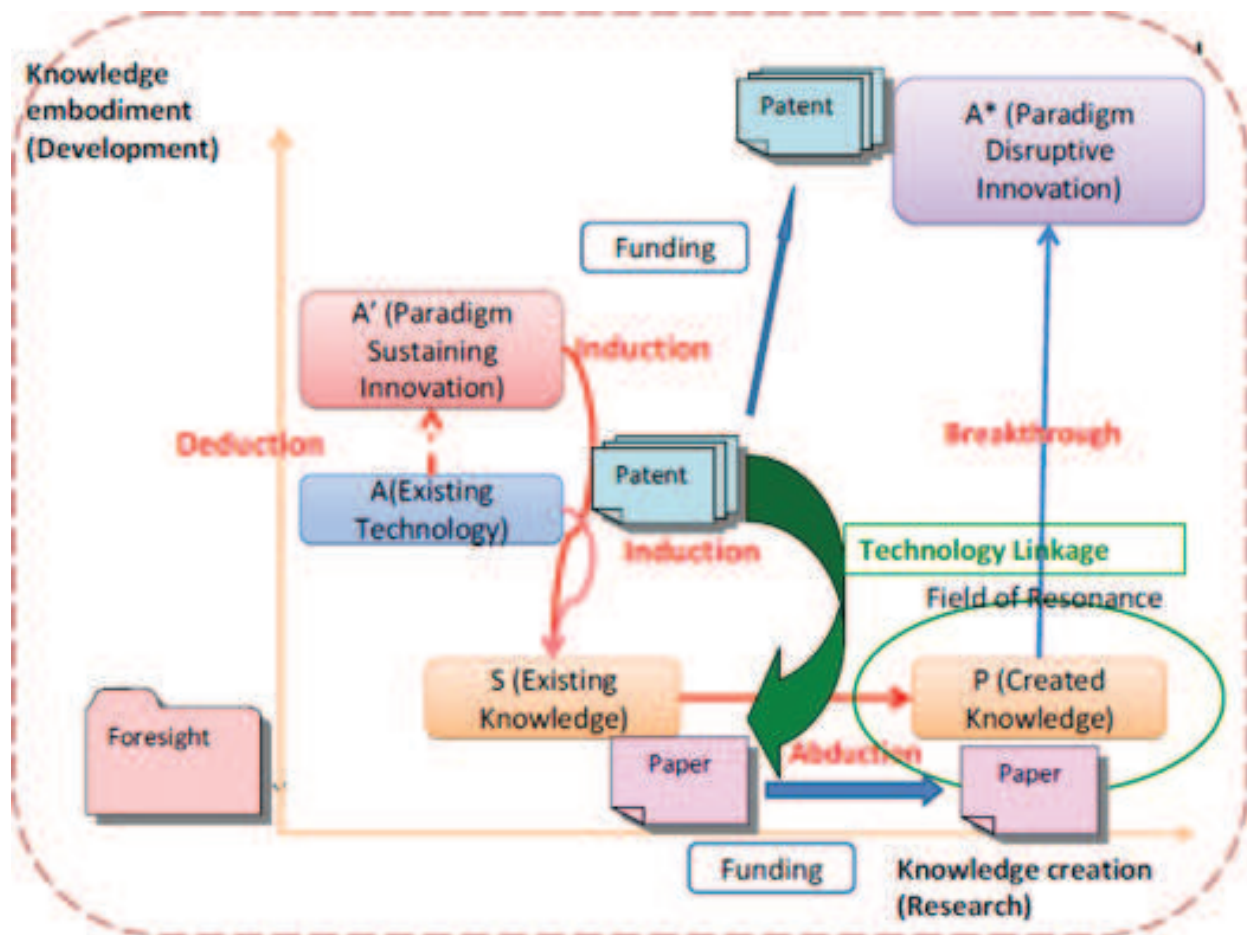 Knowledge
embodiment
(Development)
Patent
A* (Paradigm
Disruptive
Innovation)
Funding
A’ (Paradigm
Sustaining
Innovation)
Induction
Deduction
Breakthrough
A(Existing
Technology)
Patent
Induction
Technology Linkage
Field of Resonance
S (Existing
Knowledge)
P (Created
Knowledge)
Foresight
Paper
Abduction
Paper
Funding
Knowledge creation
(Research)